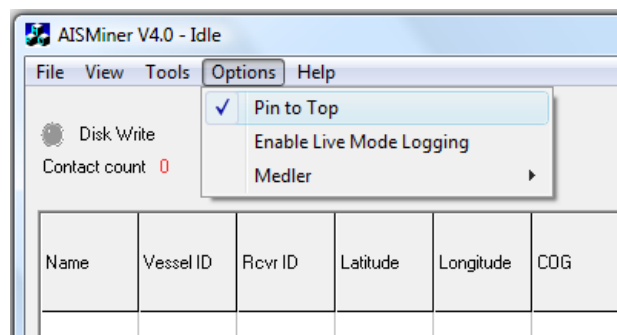 AISMiner V4.0 - Idle
File View Tools Options Help
Pin to Top
Disk Write
Enable Live Mode Logging
Contact count 0
Medler
Name Vessel ID Rcvr ID Latitude Longitude COG